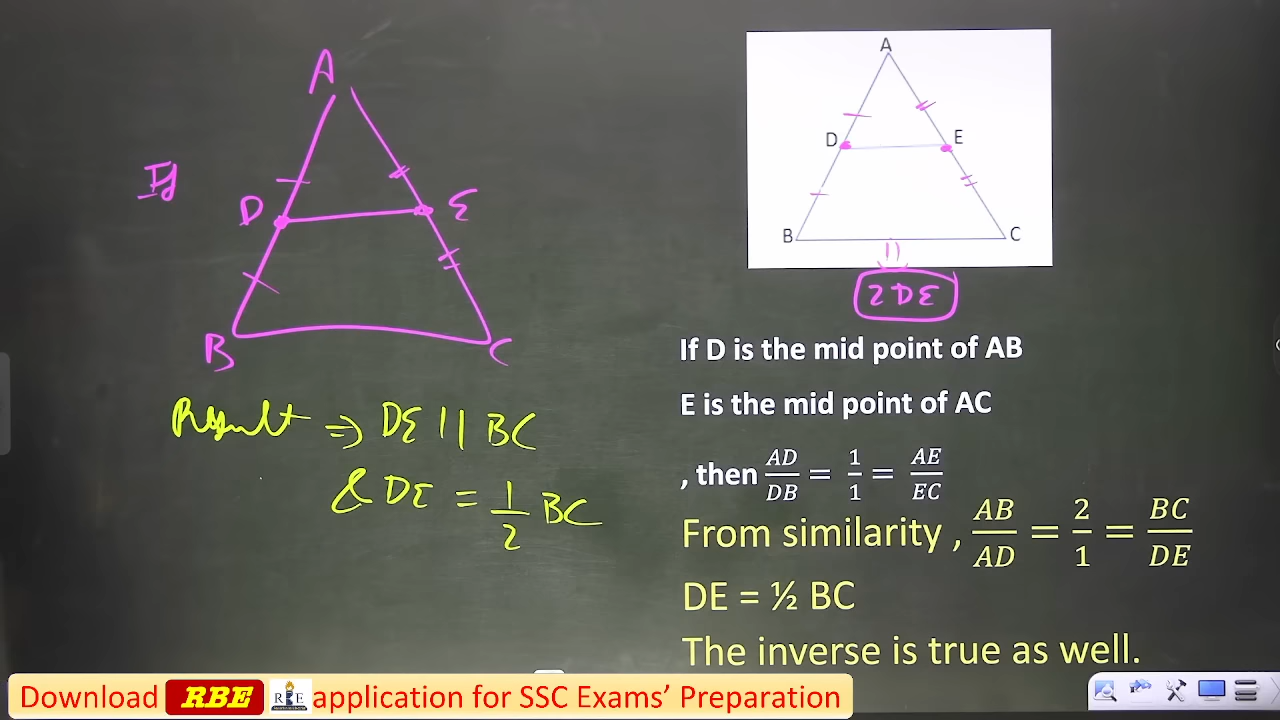 A
If
D
E
B
C
Result ⇒ DE || BC
& DE = 1/2 BC
A
D
E
B
C
2DE
If D is the mid point of AB
E is the mid point of AC
, then AD/DB = 1/1 = AE/EC
From similarity , AB/AD = 2/1 = BC/DE
DE = ½ BC
The inverse is true as well.
Download RBE RBE application for SSC Exams’ Preparation